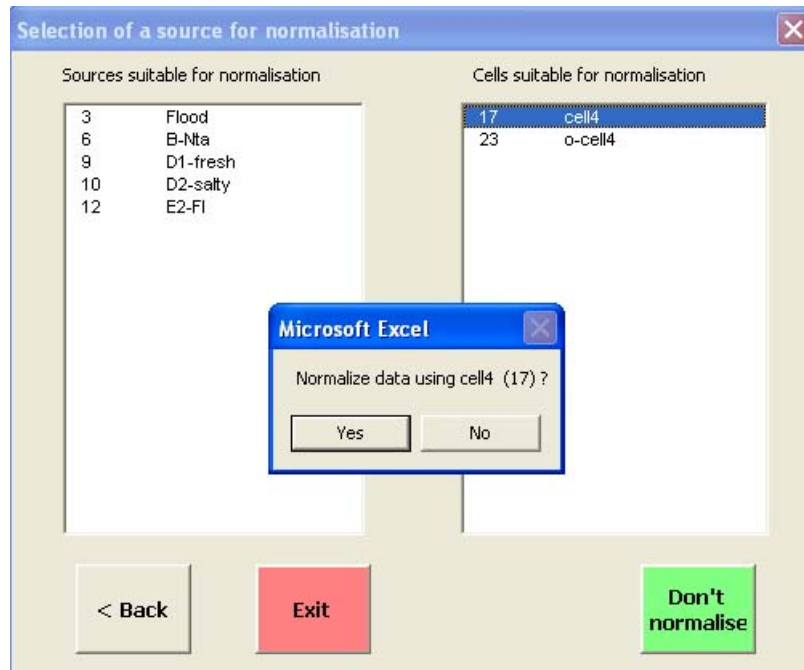 Selection of a source for normalisation
Sources suitable for normalisation
Cells suitable for normalisation
3 Flood
6 B-Nta
9 D1-fresh
10 D2-salty
12 E2-Fl
17 cell4
23 o-cell4
Microsoft Excel
Normalize data using cell4 (17) ?
Yes
No
< Back
Exit
Don't
normalise